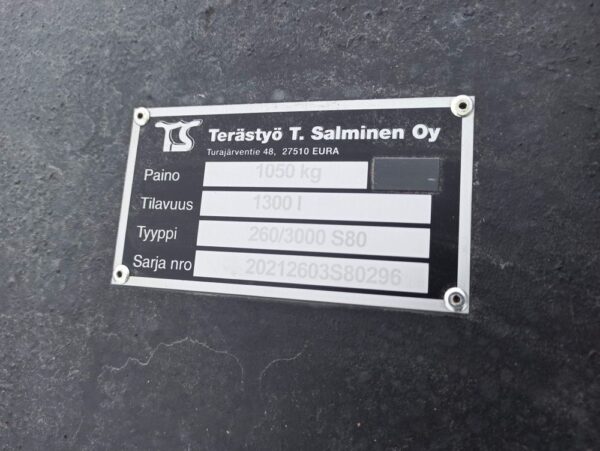 TS Terästyö T. Salminen Oy
Turajärventie 48, 27510 EURA
Paino 1050 kg
Tilavuus 1300 l
Tyyppi 260/3000 S80
Sarja nro 20212603S80296